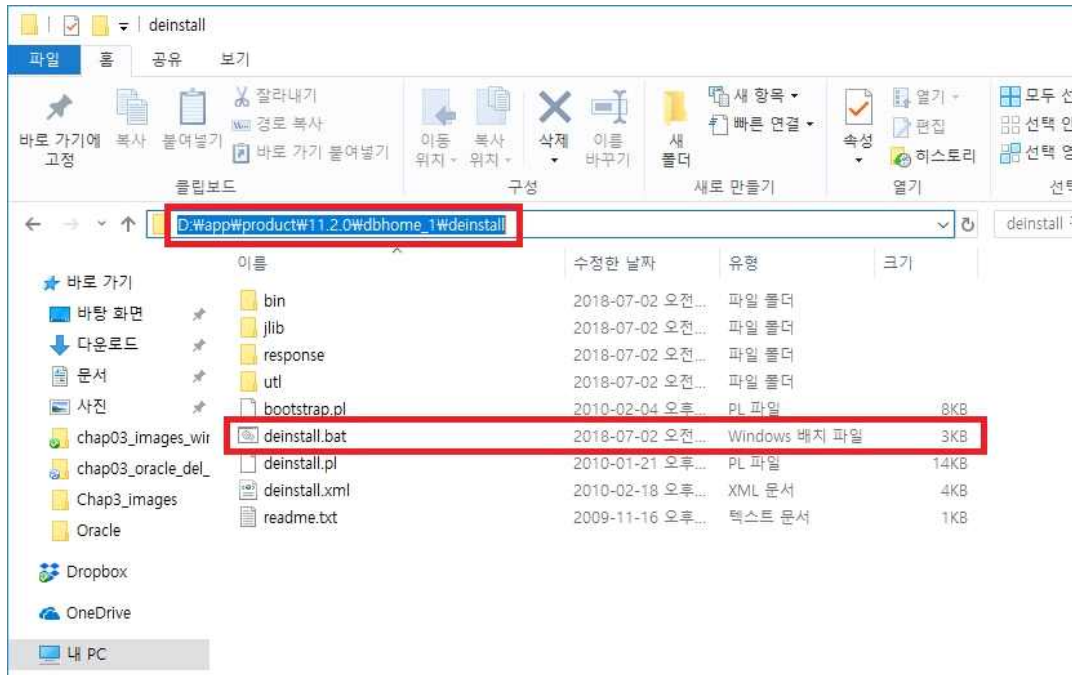 deinstall
파일 홈 공유 보기
바로 가기에 고정
복사
붙여넣기
잘라내기
경로 복사
바로 가기 붙여넣기
클립보드
이동 위치
복사 위치
삭제
이름 바꾸기
구성
새 폴더
새 항목
빠른 연결
새로 만들기
속성
열기
편집
히스토리
열기
모두 선
선택 안
선택 영
선택
D:₩app₩product₩11.2.0₩dbhome_1₩deinstall
deinstall
바로 가기
바탕 화면
다운로드
문서
사진
chap03_images_wir
chap03_oracle_del_
Chap3_images
Oracle
Dropbox
OneDrive
내 PC
이름 수정한 날짜 유형 크기
bin 2018-07-02 오전... 파일 폴더
jlib 2018-07-02 오전... 파일 폴더
response 2018-07-02 오전... 파일 폴더
utl 2018-07-02 오전... 파일 폴더
bootstrap.pl 2010-02-04 오후... PL 파일 8KB
deinstall.bat 2018-07-02 오전... Windows 배치 파일 3KB
deinstall.pl 2010-01-21 오후... PL 파일 14KB
deinstall.xml 2010-02-18 오후... XML 문서 4KB
readme.txt 2009-11-16 오후... 텍스트 문서 1KB